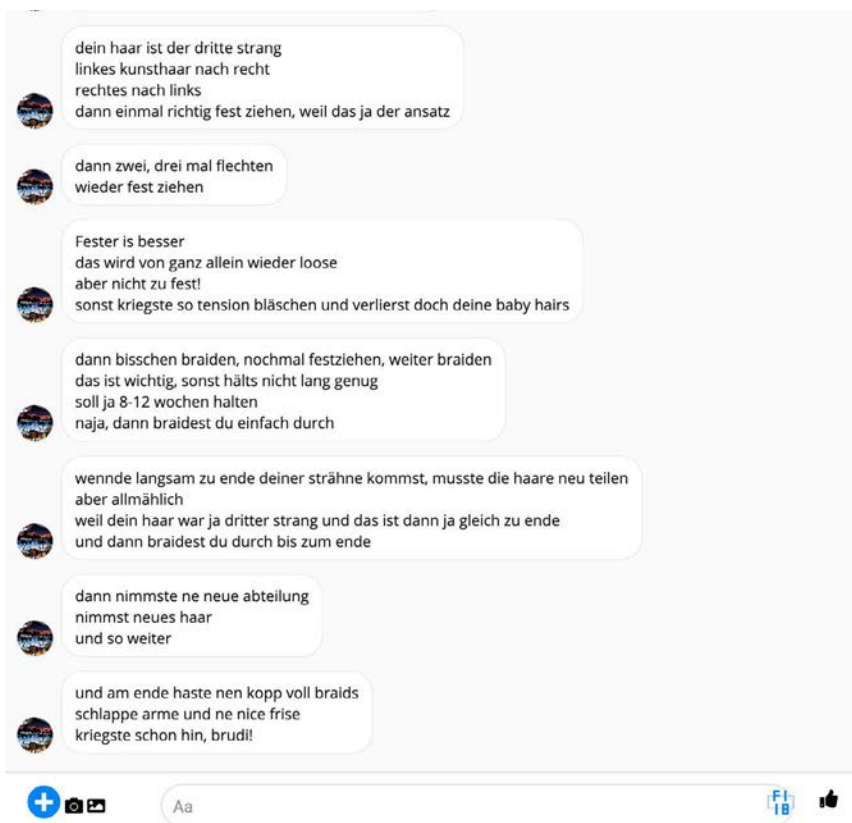 dein haar ist der dritte strang
linkes kunsthaar nach recht
rechtes nach links
dann einmal richtig fest ziehen, weil das ja der ansatz
dann zwei, drei mal flechten
wieder fest ziehen
Fester is besser
das wird von ganz allein wieder loose
aber nicht zu fest!
sonst kriegste so tension bläschen und verlierst doch deine baby hairs
dann bisschen braiden, nochmal festziehen, weiter braiden
das ist wichtig, sonst hälts nicht lang genug
soll ja 8-12 wochen halten
naja, dann braidest du einfach durch
wennde langsam zu ende deiner strähne kommst, musste die haare neu teilen
aber allmählich
weil dein haar war ja dritter strang und das ist dann ja gleich zu ende
und dann braidest du durch bis zum ende
dann nimmste ne neue abteilung
nimmst neues haar
und so weiter
und am ende haste nen kopp voll braids
schlappe arme und ne nice frise
kriegste schon hin, brudi!
Aa